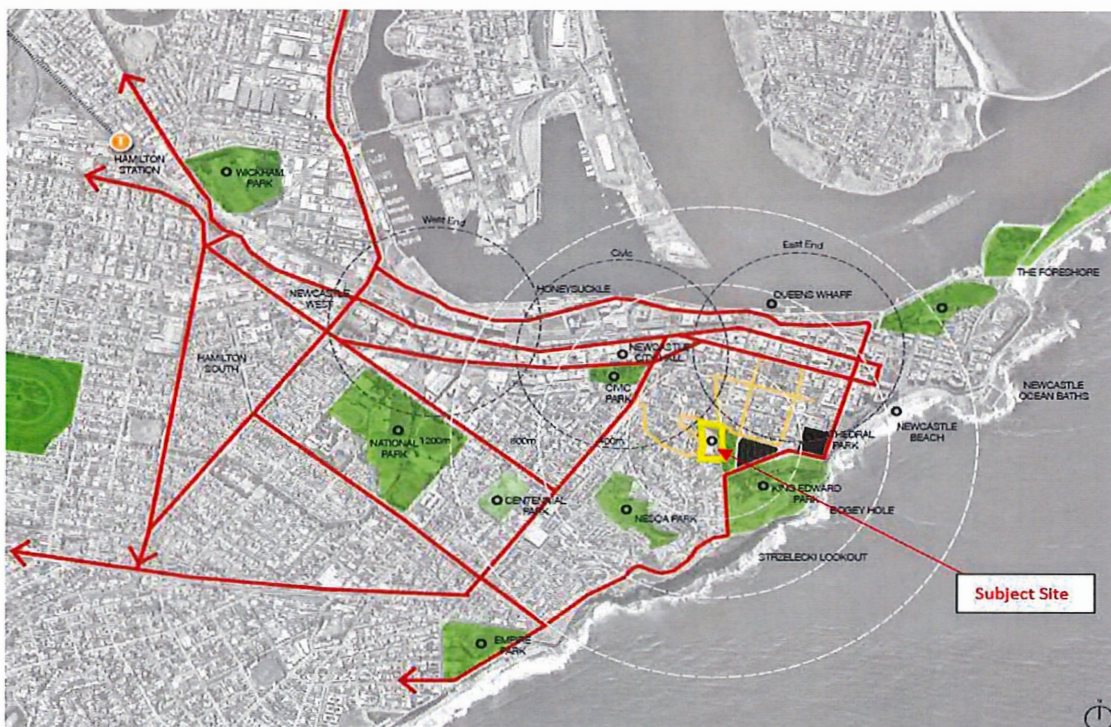 HAMILTON
STATION
WICKHAM
PARK
West End
Civic
East End
THE FORESHORE
HONEYSUCKLE
QUEENS WHARF
NEWCASTLE
WEST
NEWCASTLE
CITY HALL
HAMILTON
SOUTH
CIVIC
PARK
NEWCASTLE
OCEAN BATHS
NEWCASTLE
BEACH
NATIONAL
PARK
1200m
800m
400m
CATHEDRAL
PARK
CENTENNIAL
PARK
KING EDWARD
PARK
NESCA PARK
BOGEY HOLE
STRZELECKI LOOKOUT
Subject Site
EMPIRE
PARK
N